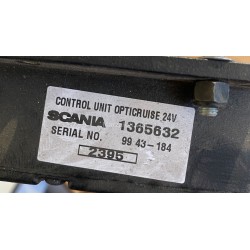 CONTROL UNIT OPTICRUISE 24V
SCANIA 1365632
SERIAL NO. 99 43-184
2395